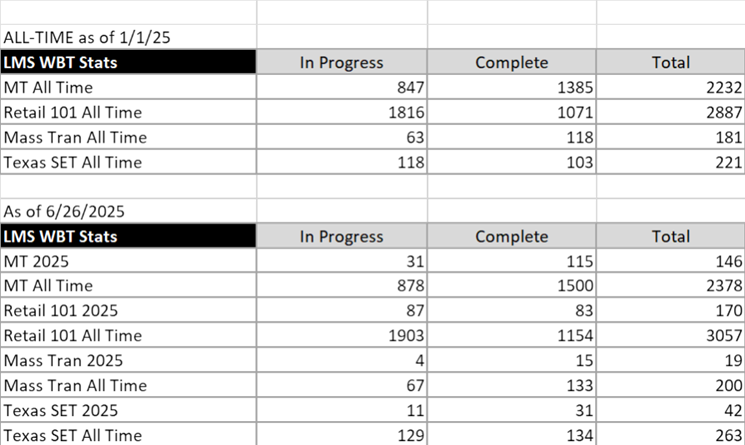 ALL-TIME as of 1/1/25
LMS WBT Stats In Progress Complete Total
MT All Time 847 1385 2232
Retail 101 All Time 1816 1071 2887
Mass Tran All Time 63 118 181
Texas SET All Time 118 103 221
As of 6/26/2025
LMS WBT Stats In Progress Complete Total
MT 2025 31 115 146
MT All Time 878 1500 2378
Retail 101 2025 87 83 170
Retail 101 All Time 1903 1154 3057
Mass Tran 2025 4 15 19
Mass Tran All Time 67 133 200
Texas SET 2025 11 31 42
Texas SET All Time 129 134 263